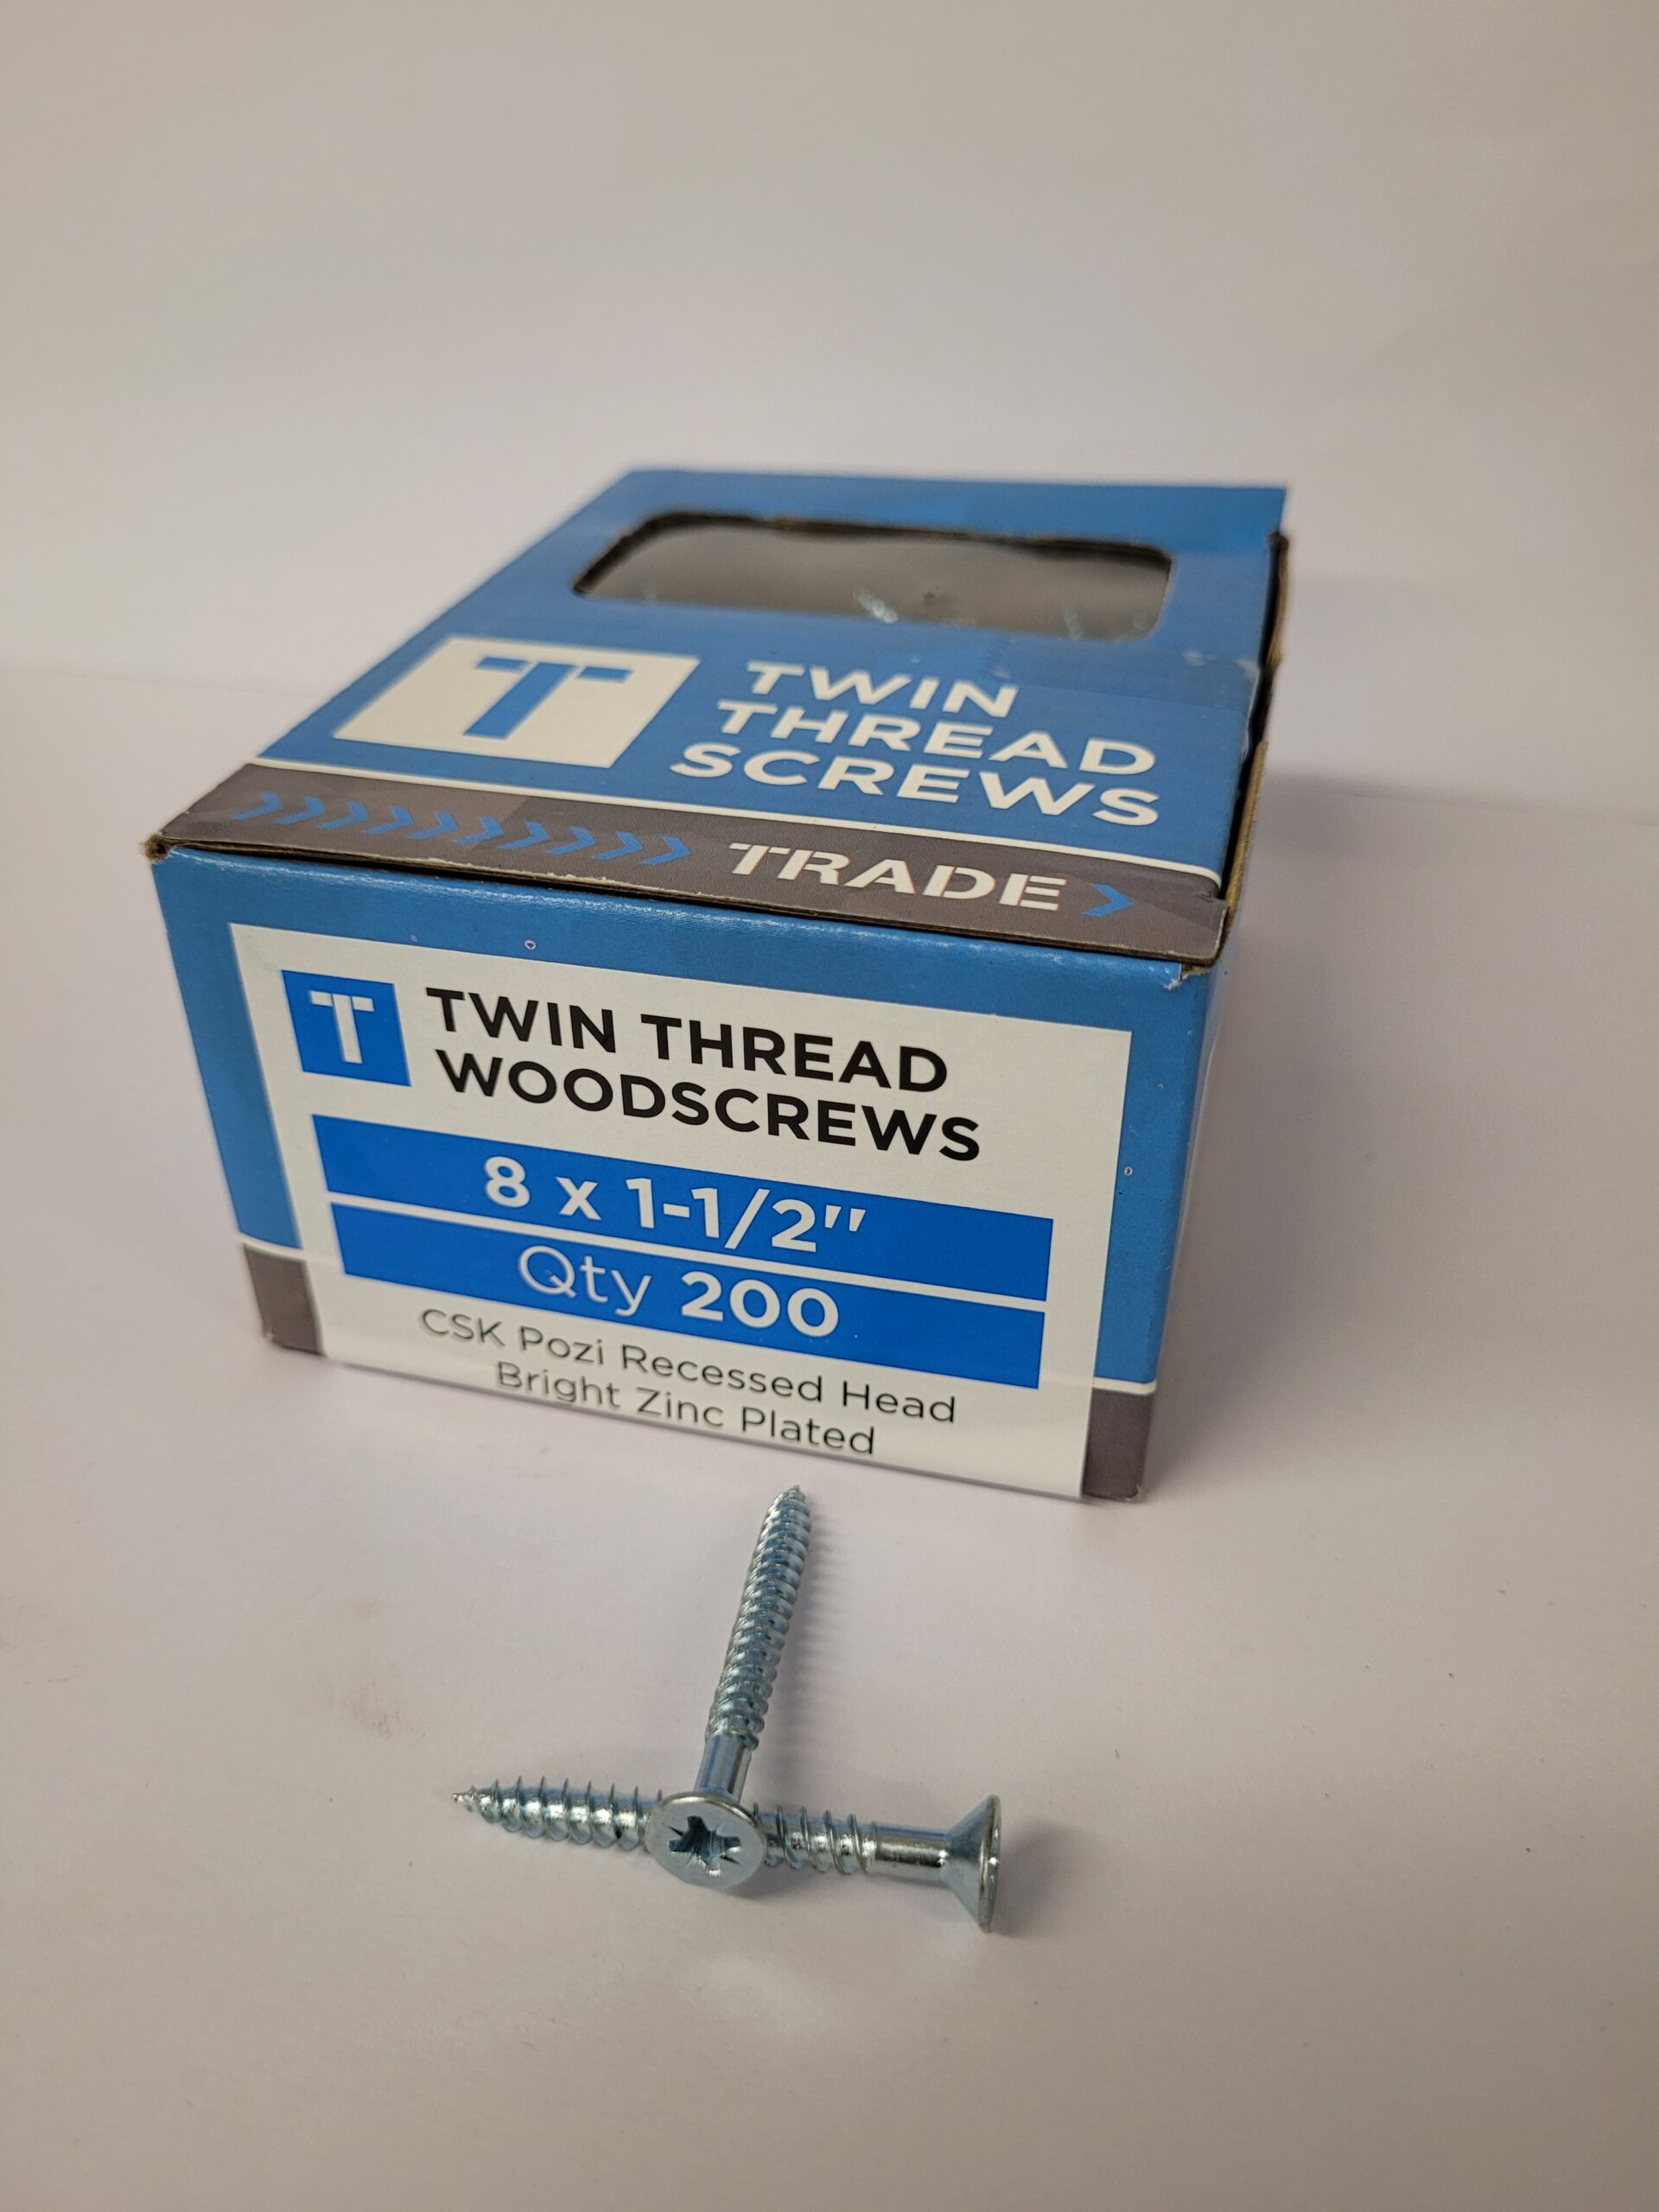 T
TWIN
THREAD
SCREWS
TRADE
T
TWIN THREAD
WOODSCREWS
8 x 1-1/2"
Qty 200
CSK Pozi Recessed Head
Bright Zinc Plated